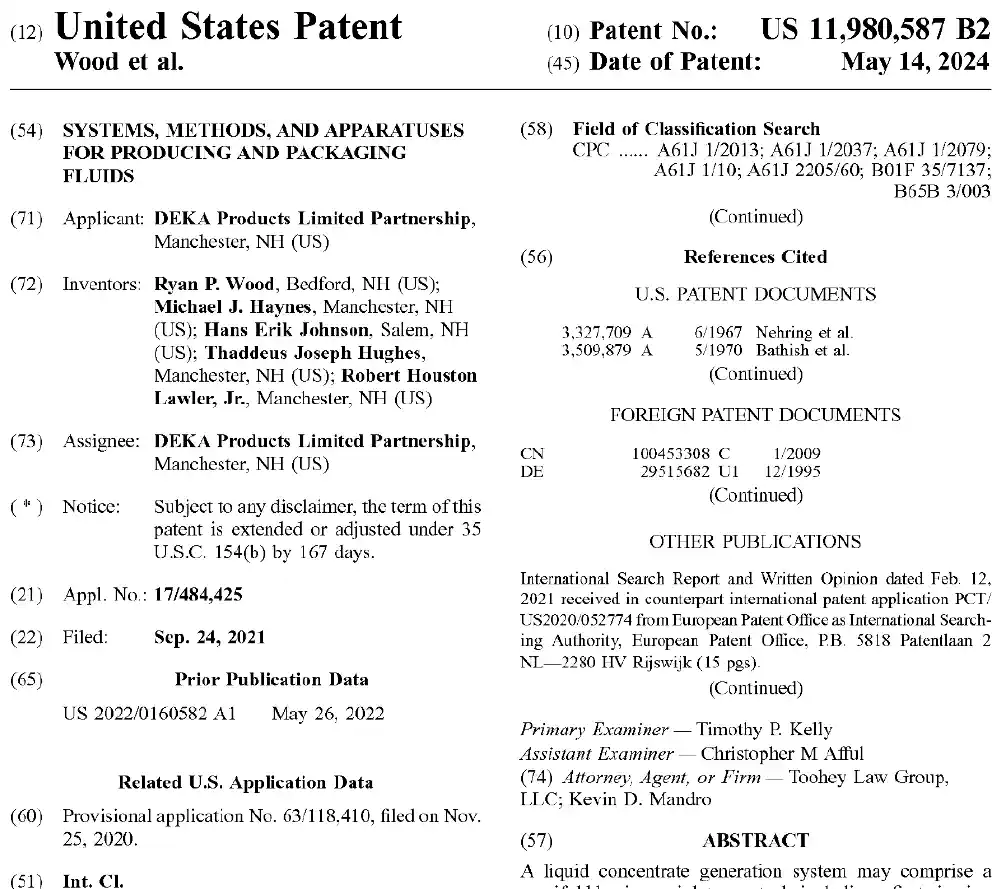 (12) United States Patent
Wood et al.
(10) Patent No.: US 11,980,587 B2
(45) Date of Patent: May 14, 2024
(54) SYSTEMS, METHODS, AND APPARATUSES
FOR PRODUCING AND PACKAGING
FLUIDS
(71) Applicant: DEKA Products Limited Partnership,
Manchester, NH (US)
(72) Inventors: Ryan P. Wood, Bedford, NH (US);
Michael J. Haynes, Manchester, NH
(US); Hans Erik Johnson, Salem, NH
(US); Thaddeus Joseph Hughes,
Manchester, NH (US); Robert Houston
Lawler, Jr., Manchester, NH (US)
(73) Assignee: DEKA Products Limited Partnership,
Manchester, NH (US)
( * ) Notice: Subject to any disclaimer, the term of this
patent is extended or adjusted under 35
U.S.C. 154(b) by 167 days.
(21) Appl. No.: 17/484,425
(22) Filed: Sep. 24, 2021
(65) Prior Publication Data
US 2022/0160582 A1 May 26, 2022
Related U.S. Application Data
(60) Provisional application No. 63/118,410, filed on Nov.
25, 2020.
(51) Int. Cl.
(58) Field of Classification Search
CPC ...... A61J 1/2013; A61J 1/2037; A61J 1/2079;
A61J 1/10; A61J 2205/60; B01F 35/7137;
B65B 3/003
(Continued)
(56) References Cited
U.S. PATENT DOCUMENTS
3,327,709 A 6/1967 Nehring et al.
3,509,879 A 5/1970 Bathish et al.
(Continued)
FOREIGN PATENT DOCUMENTS
CN 100453308 C 1/2009
DE 29515682 U1 12/1995
(Continued)
OTHER PUBLICATIONS
International Search Report and Written Opinion dated Feb. 12,
2021 received in counterpart international patent application PCT/
US2020/052774 from European Patent Office as International Search-
ing Authority, European Patent Office, P.B. 5818 Patentlaan 2
NL—2280 HV Rijswijk (15 pgs).
(Continued)
Primary Examiner — Timothy P. Kelly
Assistant Examiner — Christopher M Afful
(74) Attorney, Agent, or Firm — Toohey Law Group,
LLC; Kevin D. Mandro
(57) ABSTRACT
A liquid concentrate generation system may comprise a